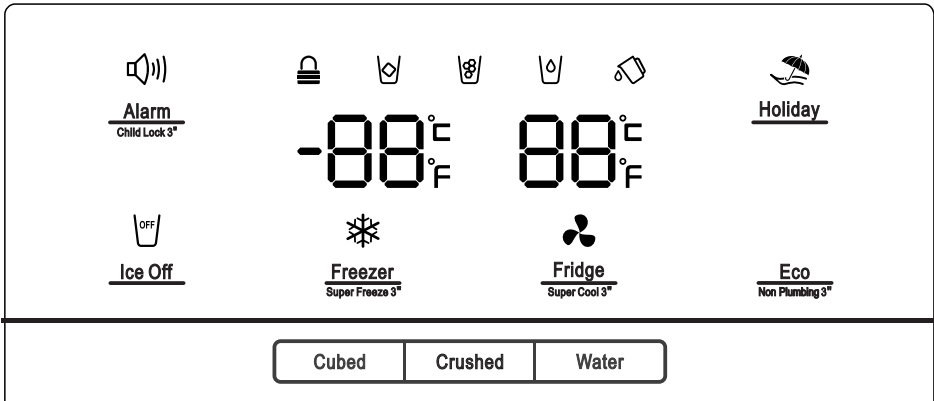 Alarm
Child Lock 3"
Holiday
-88°C
°F
88°C
°F
OFF
Ice Off
Freezer
Super Freeze 3"
Fridge
Super Cool 3"
Eco
Non Plumbing 3"
Cubed
Crushed
Water